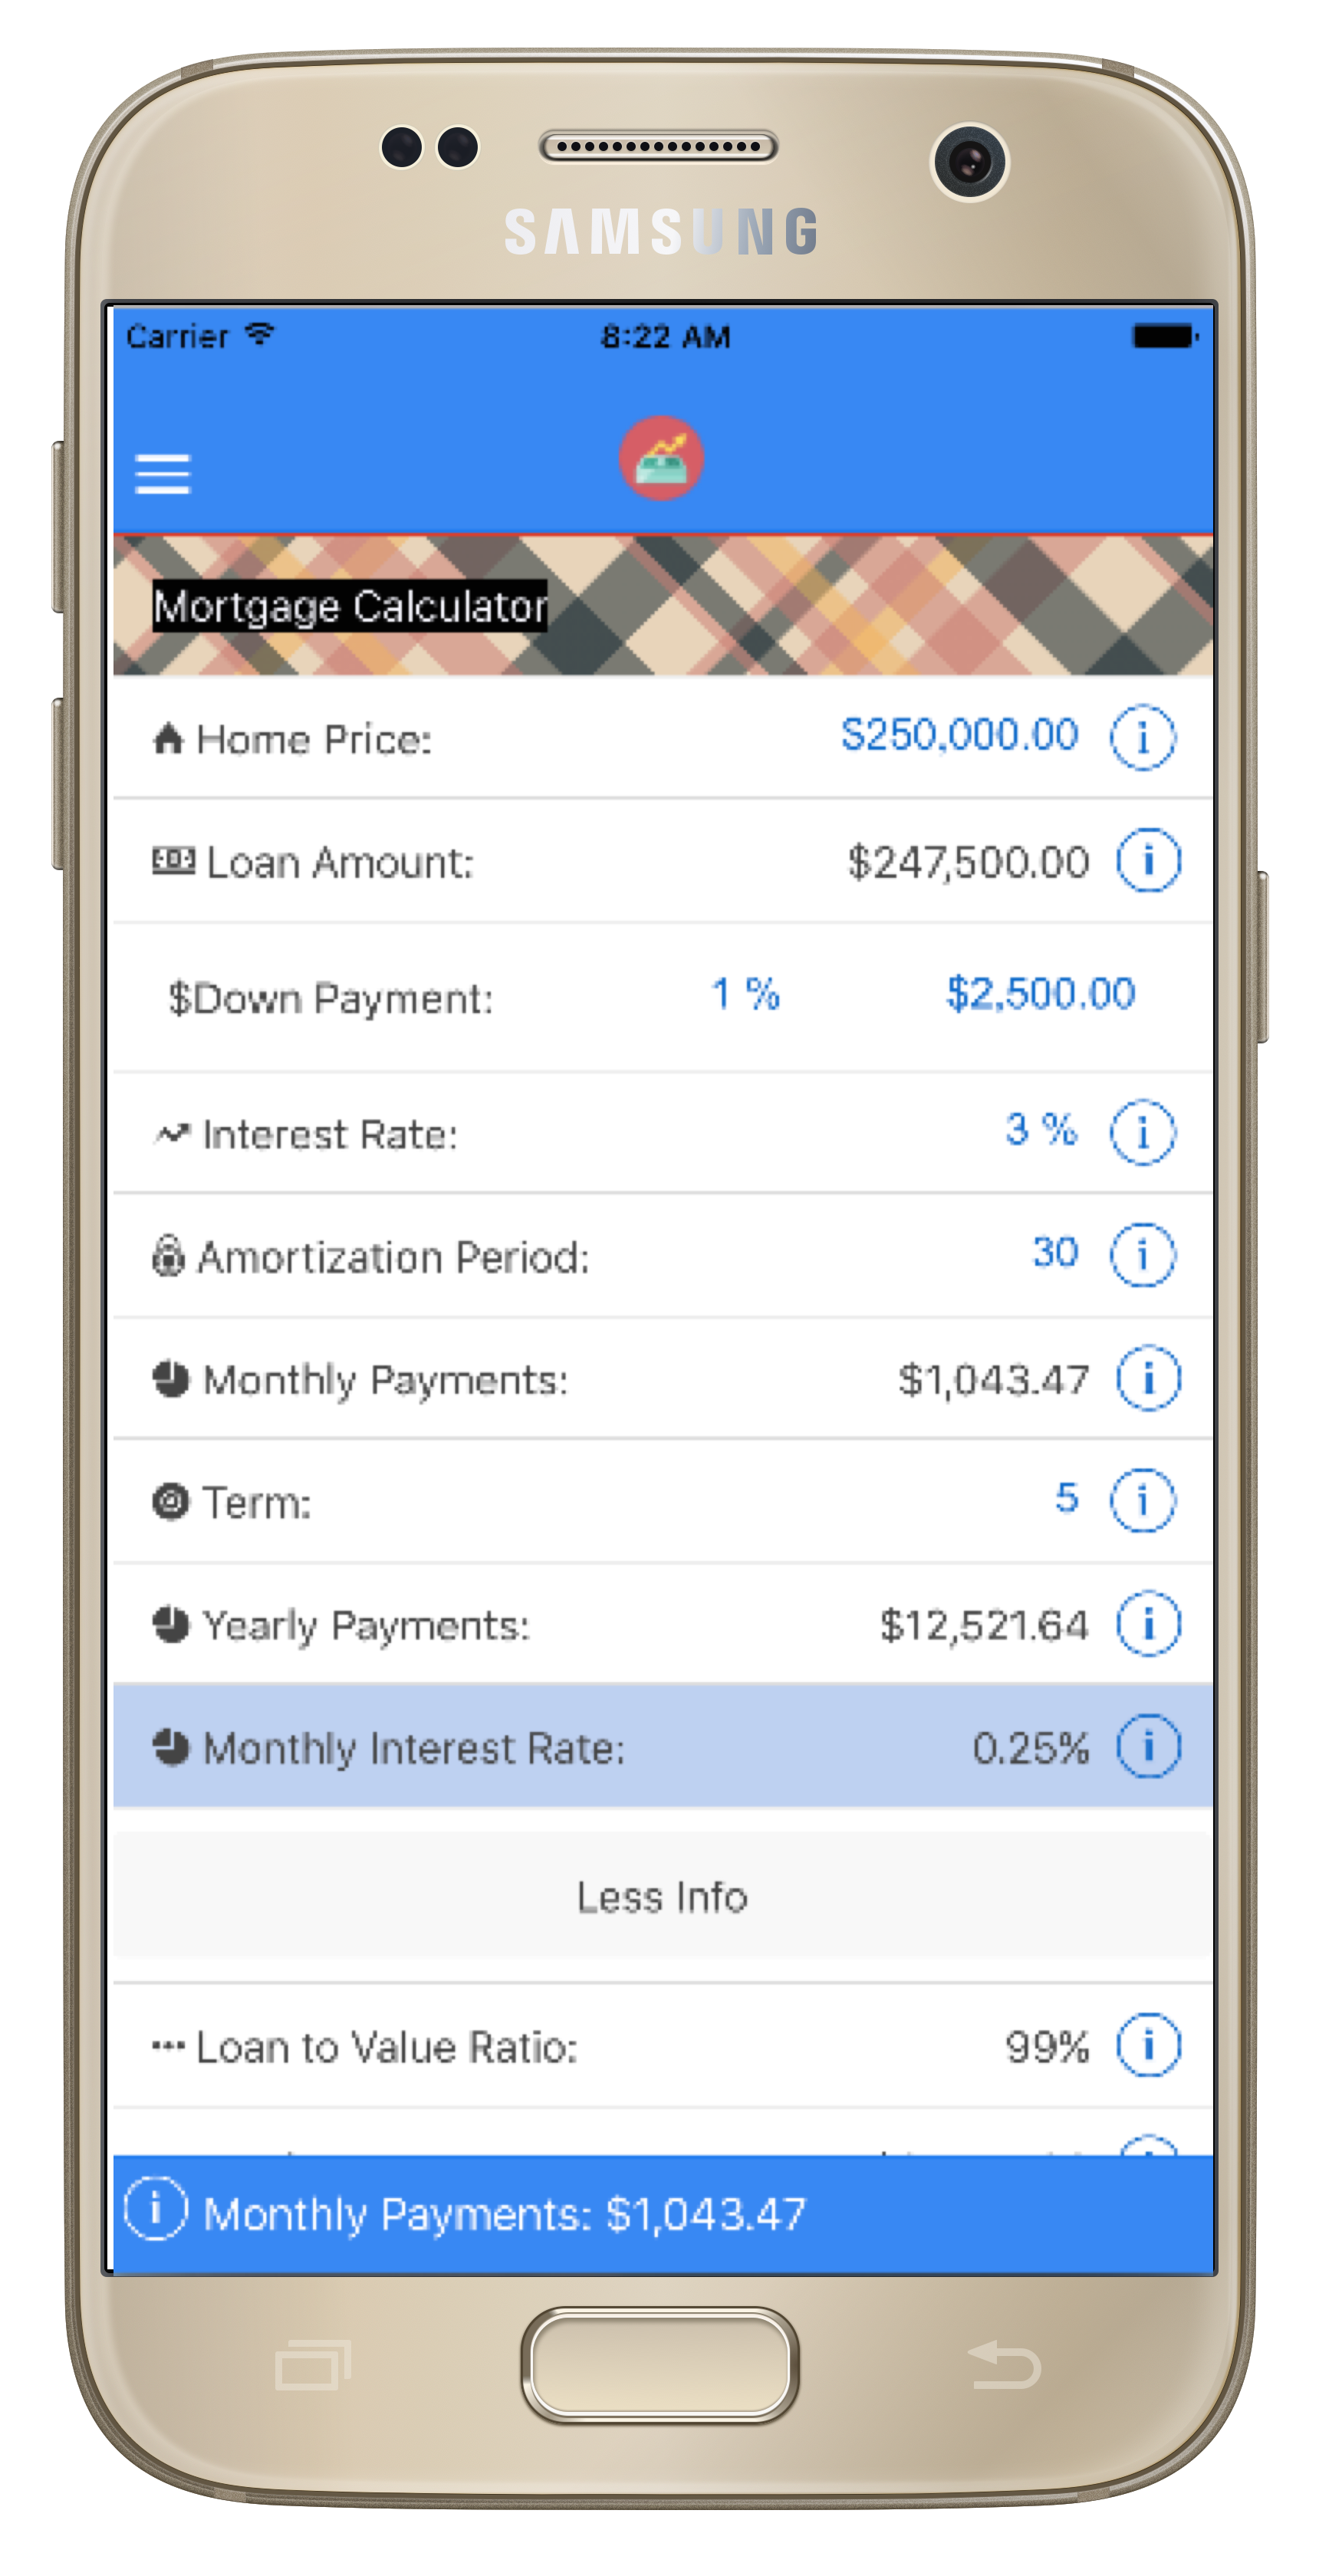 SAMSUNG
Carrier 8:22 AM
Mortgage Calculator
Home Price: $250,000.00 i
Loan Amount: $247,500.00 i
$Down Payment: 1 % $2,500.00
Interest Rate: 3 % i
Amortization Period: 30 i
Monthly Payments: $1,043.47 i
Term: 5 i
Yearly Payments: $12,521.64 i
Monthly Interest Rate: 0.25% i
Less Info
Loan to Value Ratio: 99% i
i Monthly Payments: $1,043.47